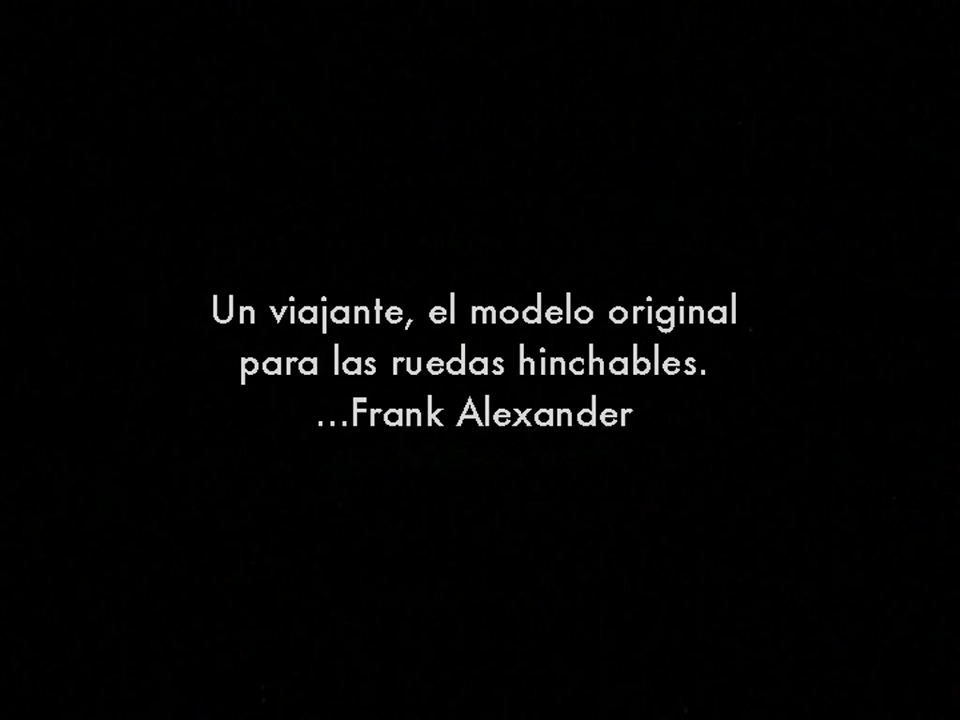 Un viajante, el modelo original
para las ruedas hinchables.
...Frank Alexander